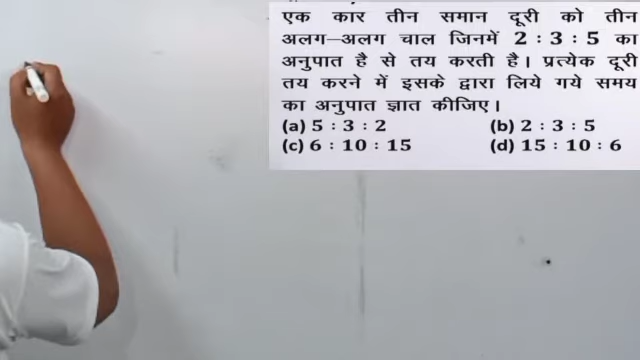 एक कार तीन समान दूरी को तीन
अलग–अलग चाल जिनमें 2 : 3 : 5 का
अनुपात है से तय करती है। प्रत्येक दूरी
तय करने में इसके द्वारा लिये गये समय
का अनुपात ज्ञात कीजिए।
(a) 5 : 3 : 2 (b) 2 : 3 : 5
(c) 6 : 10 : 15 (d) 15 : 10 : 6